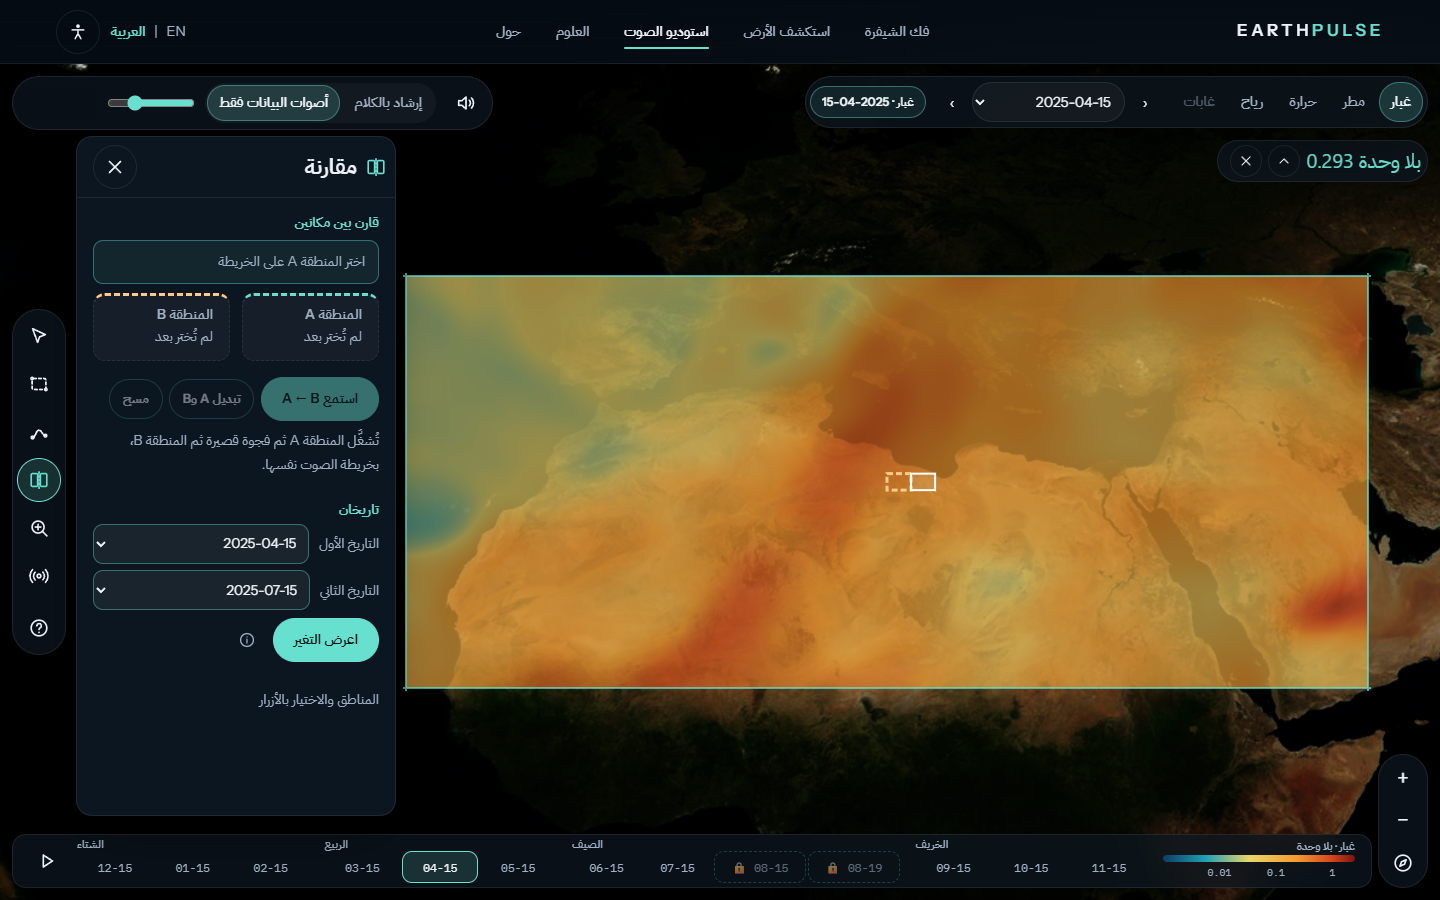 EARTHPULSE
فك الشيفرة
استكشف الأرض
استوديو الصوت
العلوم
حول
EN | العربية
غبار
مطر
حرارة
رياح
غابات
2025-04-15
غبار · 2025-04-15
إرشاد بالكلام
أصوات البيانات فقط
بلا وحدة 0.293
مقارنة
قارن بين مكانين
اختر المنطقة A على الخريطة
المنطقة A
لم تُختر بعد
المنطقة B
لم تُختر بعد
استمع A ← B
تبديل A وB
مسح
تُشغَّل المنطقة A ثم فجوة قصيرة ثم المنطقة B،
بخريطة الصوت نفسها.
تاريخان
التاريخ الأول
2025-04-15
التاريخ الثاني
2025-07-15
اعرض التغير
المناطق والاختيار بالأزرار
الشتاء
12-15
01-15
02-15
الربيع
03-15
04-15
05-15
الصيف
06-15
07-15
08-15
08-19
الخريف
09-15
10-15
11-15
غبار · بلا وحدة
0.01
0.1
1